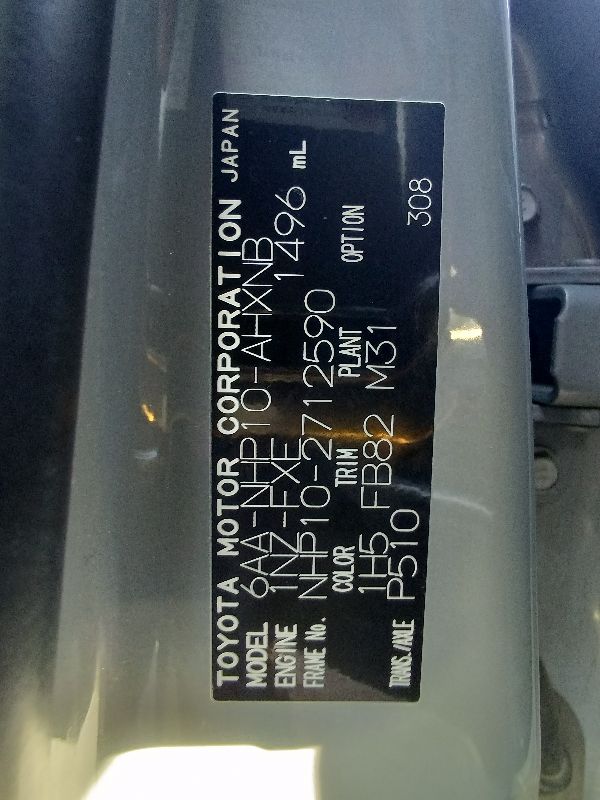 TOYOTA MOTOR CORPORATION JAPAN
MODEL 6AA-NHP10-AHXNB
ENGINE 1NZ-FXE 1496 mL
FRAME No. NHP10-2712590
COLOR TRIM PLANT OPTION
1H5 FB82 M31
TRANS./AXLE P510 308